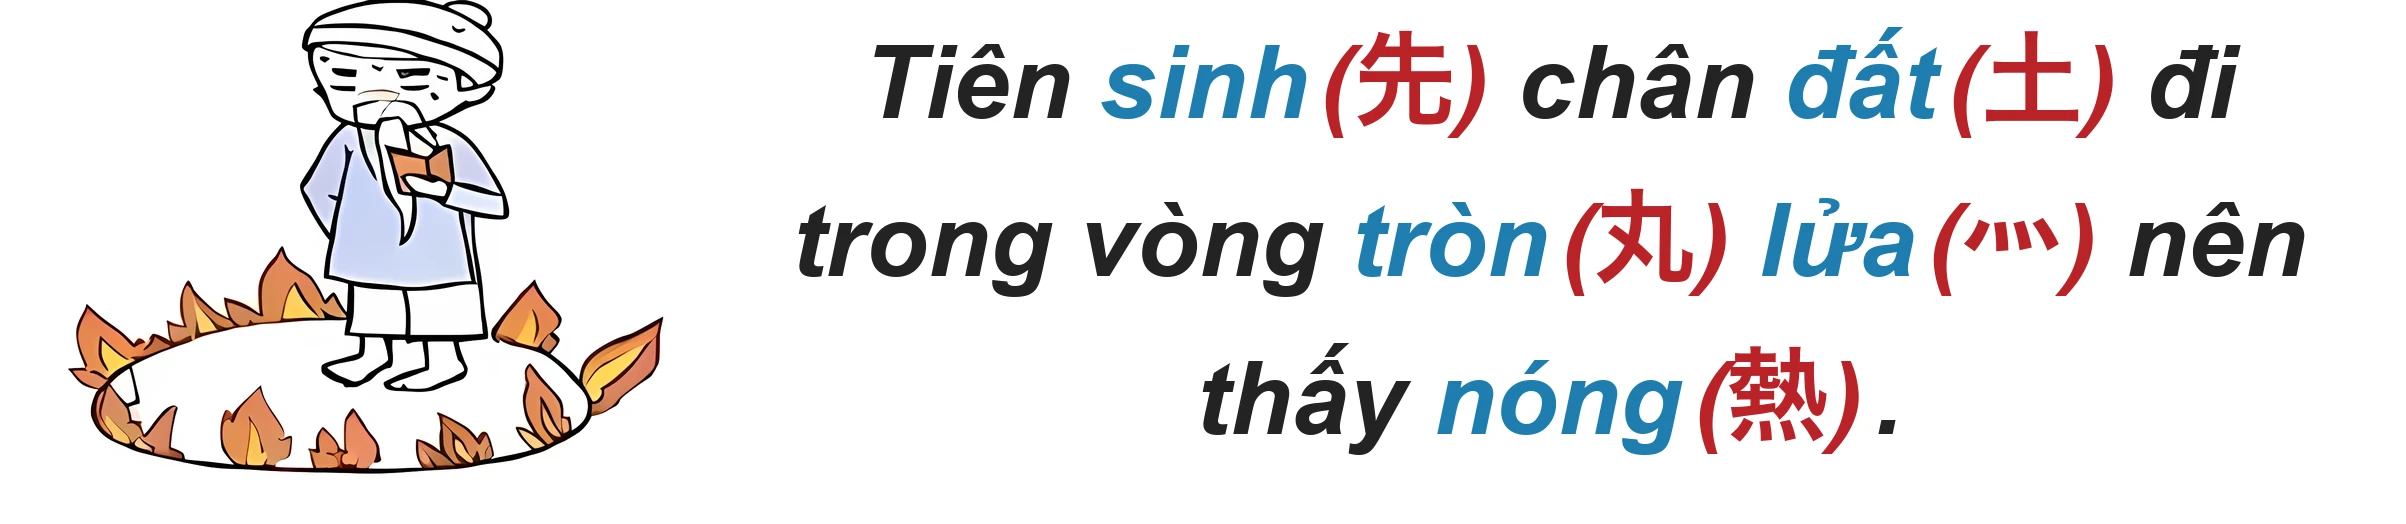 Tiên sinh(先) chân đất(土) đi
trong vòng tròn(丸) lửa(灬) nên
thấy nóng(熱).